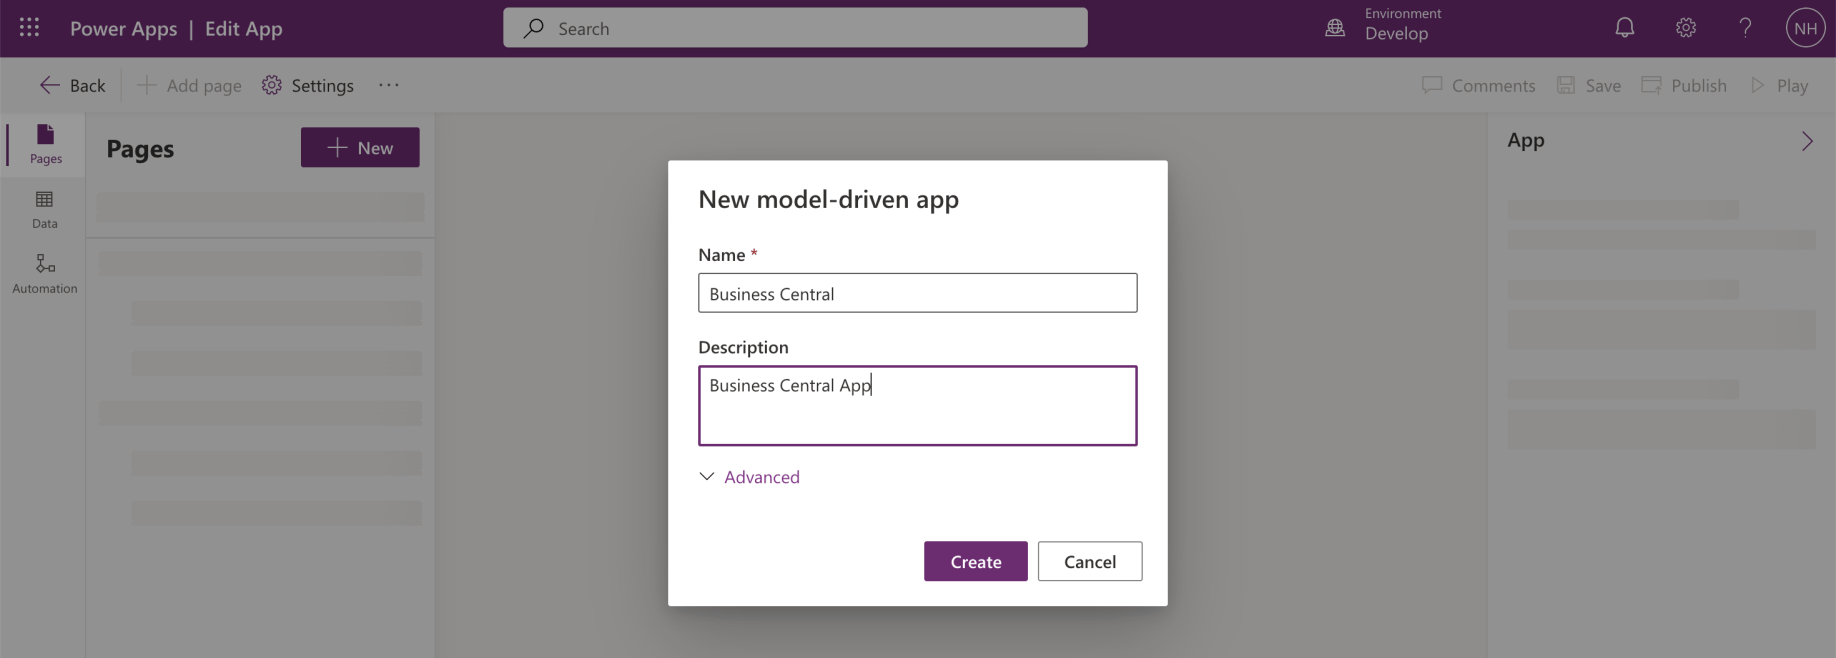 Power Apps | Edit App
Search
Environment
Develop
NH
Back
Add page
Settings
Comments
Save
Publish
Play
Pages
Data
Automation
Pages
New
New model-driven app
Name *
Business Central
Description
Business Central App
Advanced
Create
Cancel
App